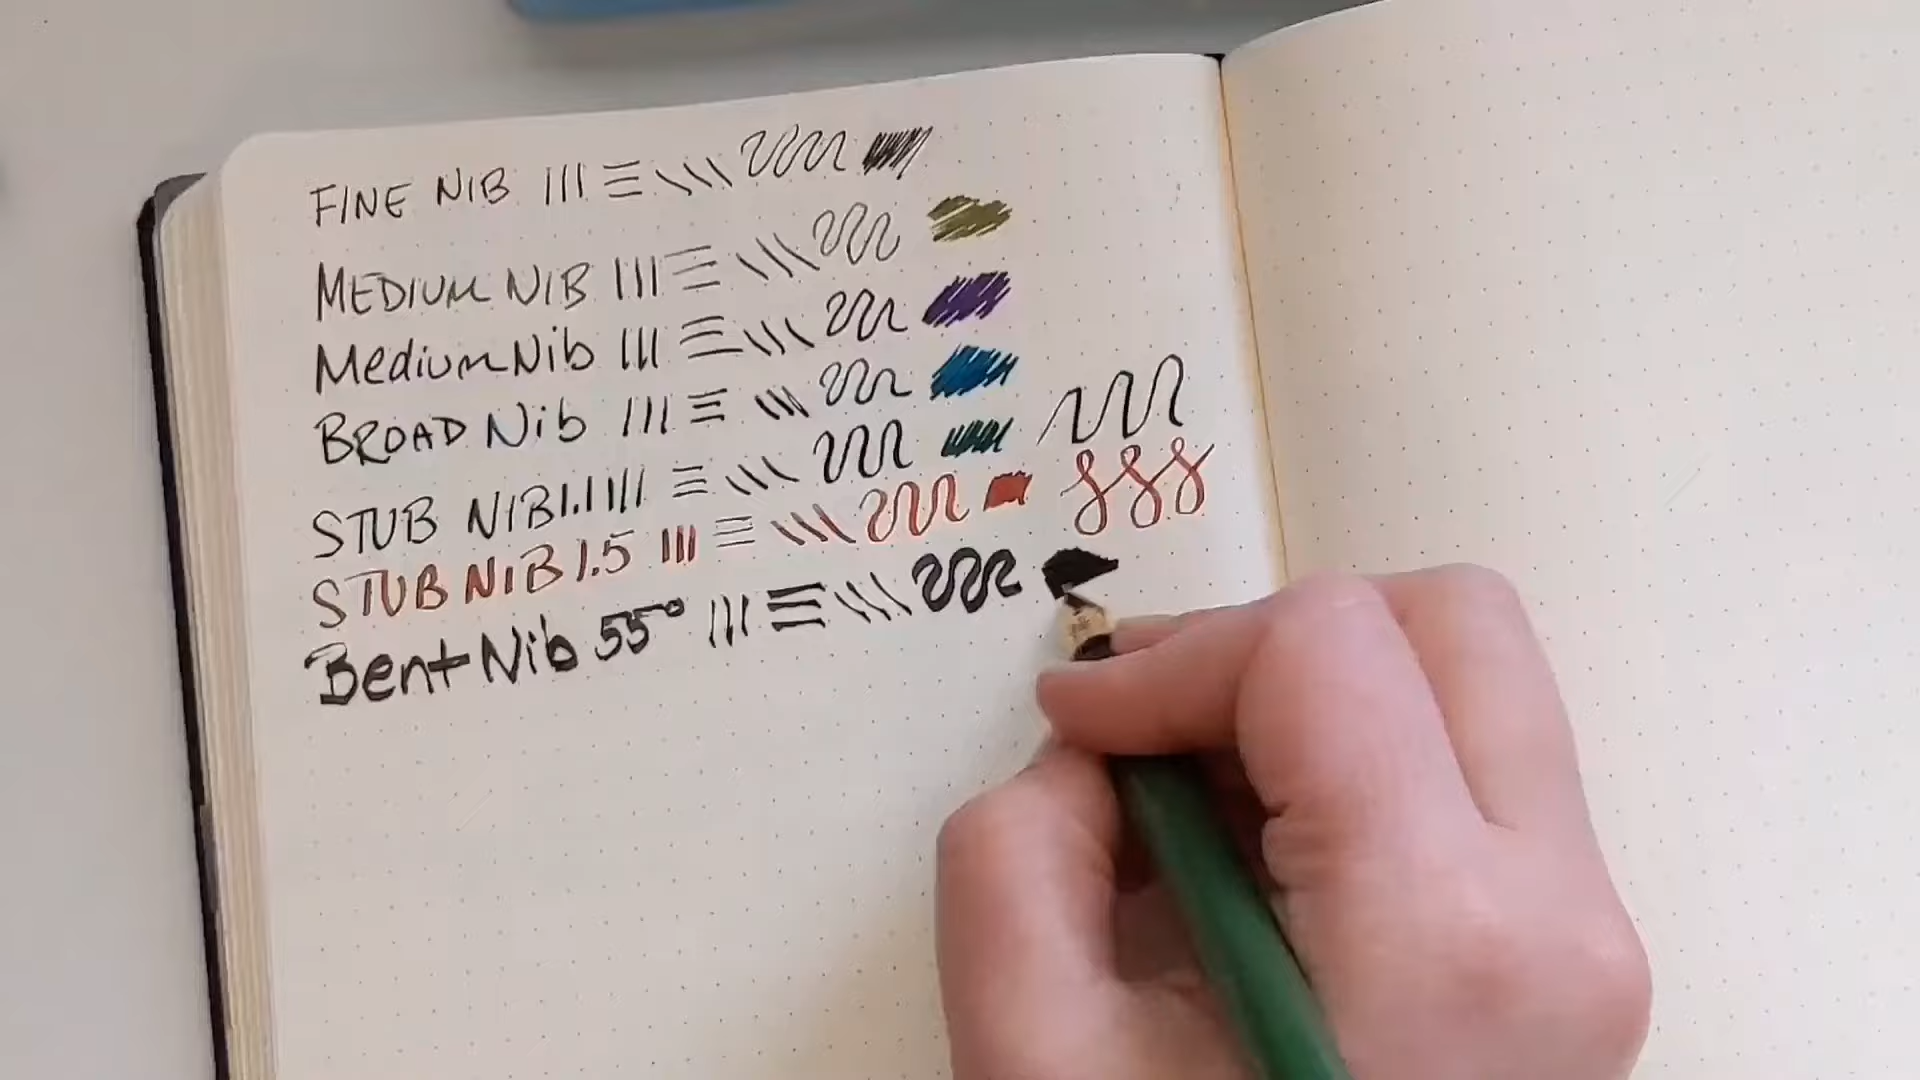 FINE NIB
MEDIUM NIB
Medium Nib
BROAD Nib
STUB NIB 1.1
STUB NIB 1.5
Bent Nib 55°